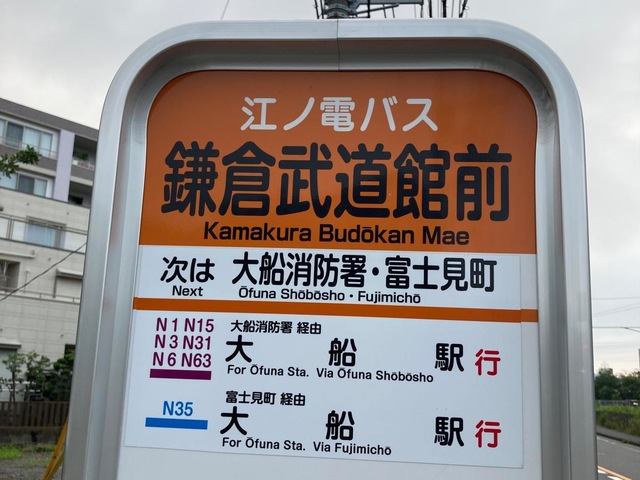 江ノ電バス
鎌倉武道館前
Kamakura Budōkan Mae
次は 大船消防署・富士見町
Next Ōfuna Shōbōsho・Fujimichō
N1 N15 大船消防署 経由
N3 N31 大船駅行
N6 N63 For Ōfuna Sta. Via Ōfuna Shōbōsho
富士見町 経由
N35 大船駅行
For Ōfuna Sta. Via Fujimichō